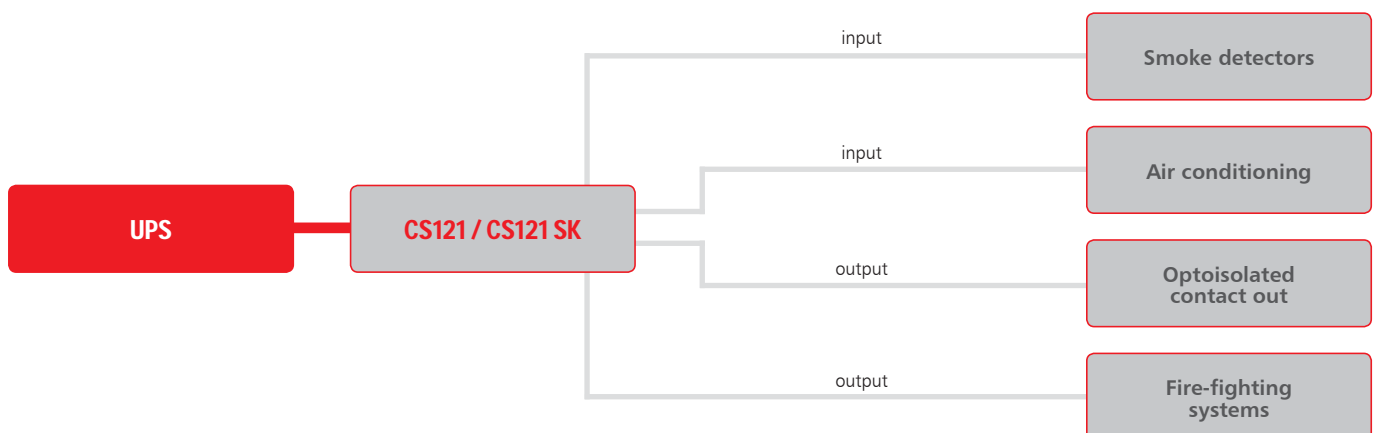 input
Smoke detectors
input
Air conditioning
UPS
CS121 / CS121 SK
output
Optoisolated
contact out
output
Fire-fighting
systems